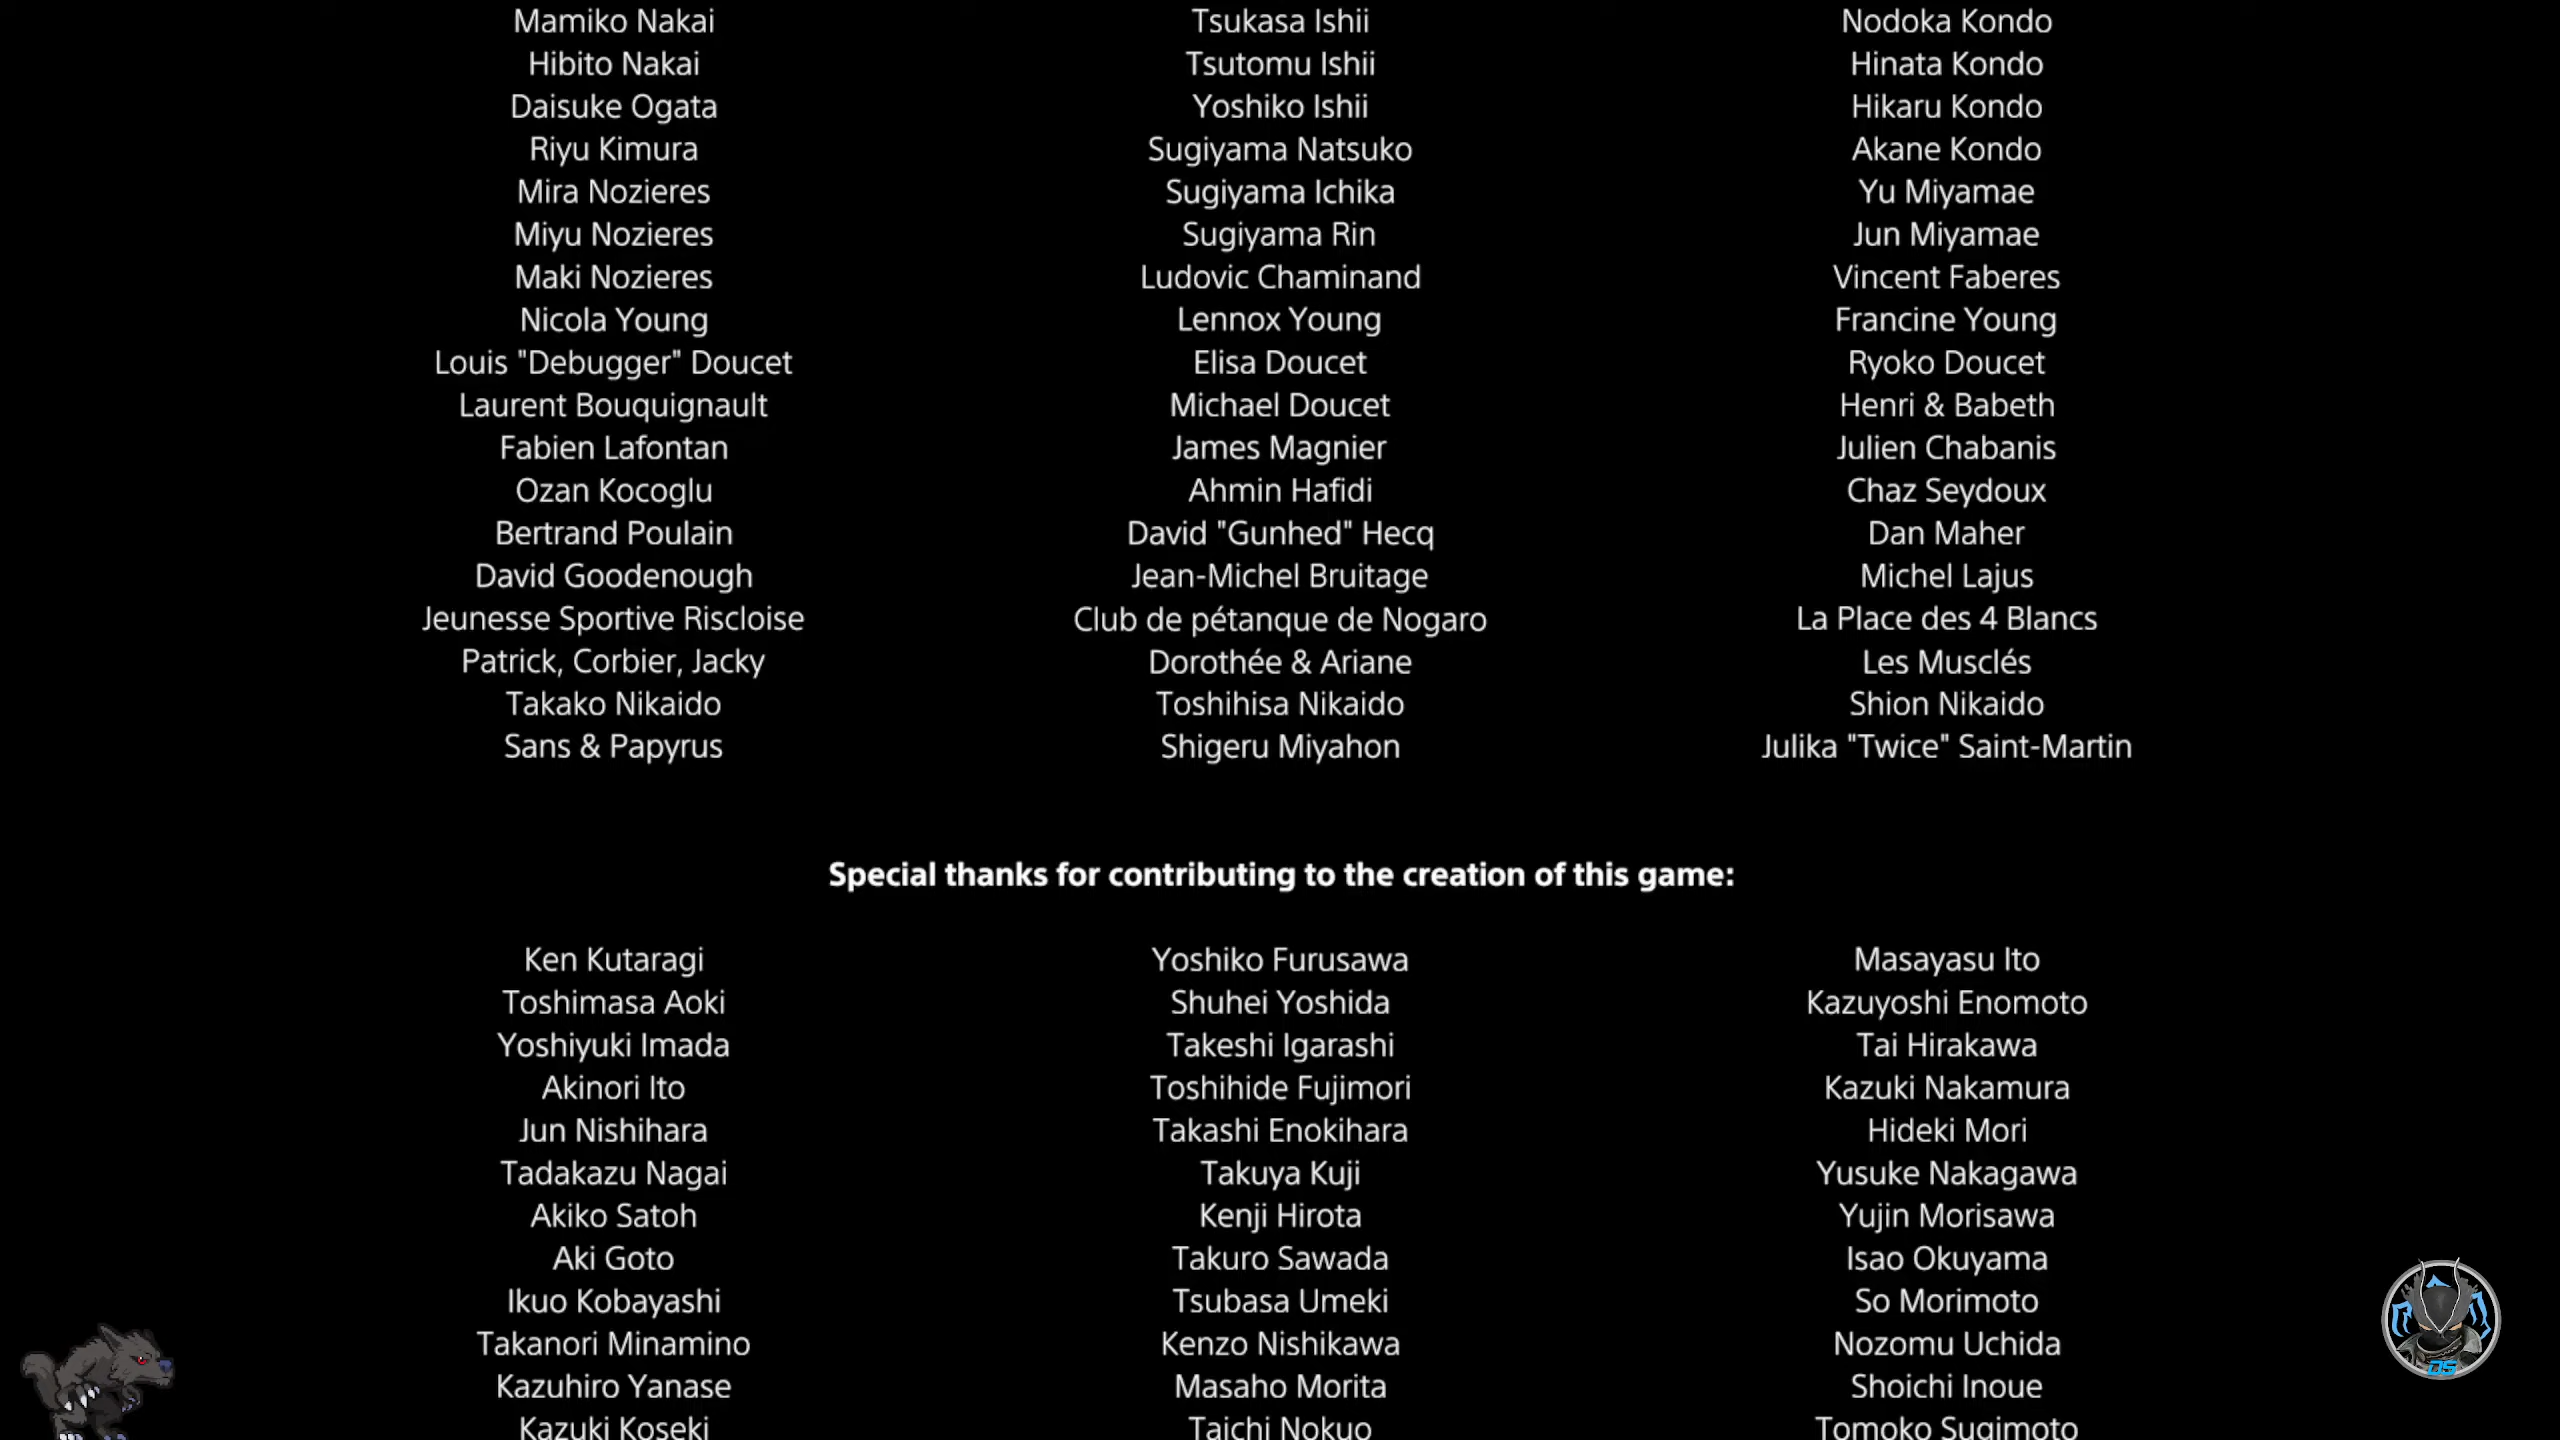 Mamiko Nakai Tsukasa Ishii Nodoka Kondo
Hibito Nakai Tsutomu Ishii Hinata Kondo
Daisuke Ogata Yoshiko Ishii Hikaru Kondo
Riyu Kimura Sugiyama Natsuko Akane Kondo
Mira Nozieres Sugiyama Ichika Yu Miyamae
Miyu Nozieres Sugiyama Rin Jun Miyamae
Maki Nozieres Ludovic Chaminand Vincent Faberes
Nicola Young Lennox Young Francine Young
Louis "Debugger" Doucet Elisa Doucet Ryoko Doucet
Laurent Bouquignault Michael Doucet Henri & Babeth
Fabien Lafontan James Magnier Julien Chabanis
Ozan Kocoglu Ahmin Hafidi Chaz Seydoux
Bertrand Poulain David "Gunhed" Hecq Dan Maher
David Goodenough Jean-Michel Bruitage Michel Lajus
Jeunesse Sportive Riscloise Club de pétanque de Nogaro La Place des 4 Blancs
Patrick, Corbier, Jacky Dorothée & Ariane Les Musclés
Takako Nikaido Toshihisa Nikaido Shion Nikaido
Sans & Papyrus Shigeru Miyahon Julika "Twice" Saint-Martin
Special thanks for contributing to the creation of this game:
Ken Kutaragi Yoshiko Furusawa Masayasu Ito
Toshimasa Aoki Shuhei Yoshida Kazuyoshi Enomoto
Yoshiyuki Imada Takeshi Igarashi Tai Hirakawa
Akinori Ito Toshihide Fujimori Kazuki Nakamura
Jun Nishihara Takashi Enokihara Hideki Mori
Tadakazu Nagai Takuya Kuji Yusuke Nakagawa
Akiko Satoh Kenji Hirota Yujin Morisawa
Aki Goto Takuro Sawada Isao Okuyama
Ikuo Kobayashi Tsubasa Umeki So Morimoto
Takanori Minamino Kenzo Nishikawa Nozomu Uchida
Kazuhiro Yanase Masaho Morita Shoichi Inoue
Kazuki Koseki Taichi Nokuo Tomoko Sugimoto
DS